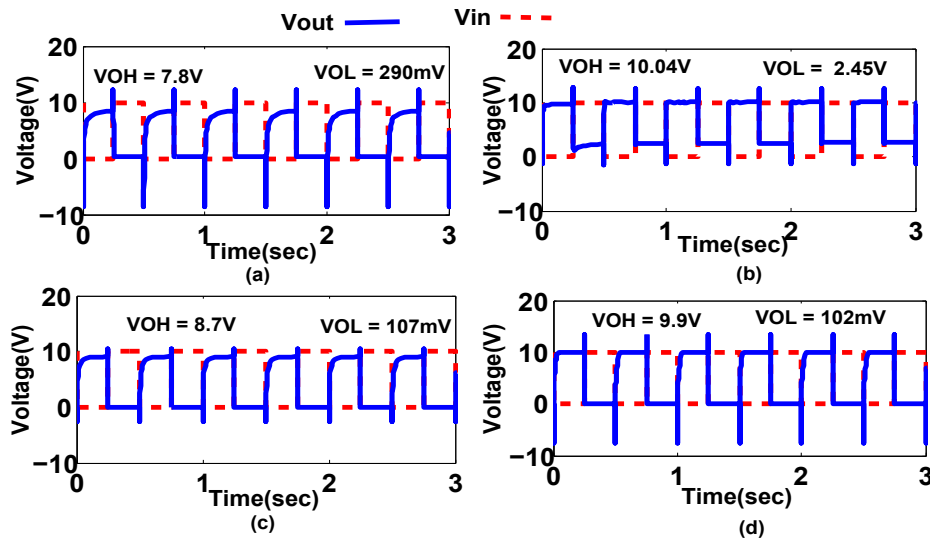 Vout Vin
VOH = 7.8V VOL = 290mV
20
10
0
−10
Voltage(V)
0 1 2 3
Time(sec)
(a)
VOH = 10.04V VOL = 2.45V
20
10
0
−10
Voltage(V)
0 1 2 3
Time(sec)
(b)
VOH = 8.7V VOL = 107mV
20
10
0
−10
Voltage(V)
0 1 2 3
Time(sec)
(c)
VOH = 9.9V VOL = 102mV
20
10
0
−10
Voltage(V)
0 1 2 3
Time(sec)
(d)